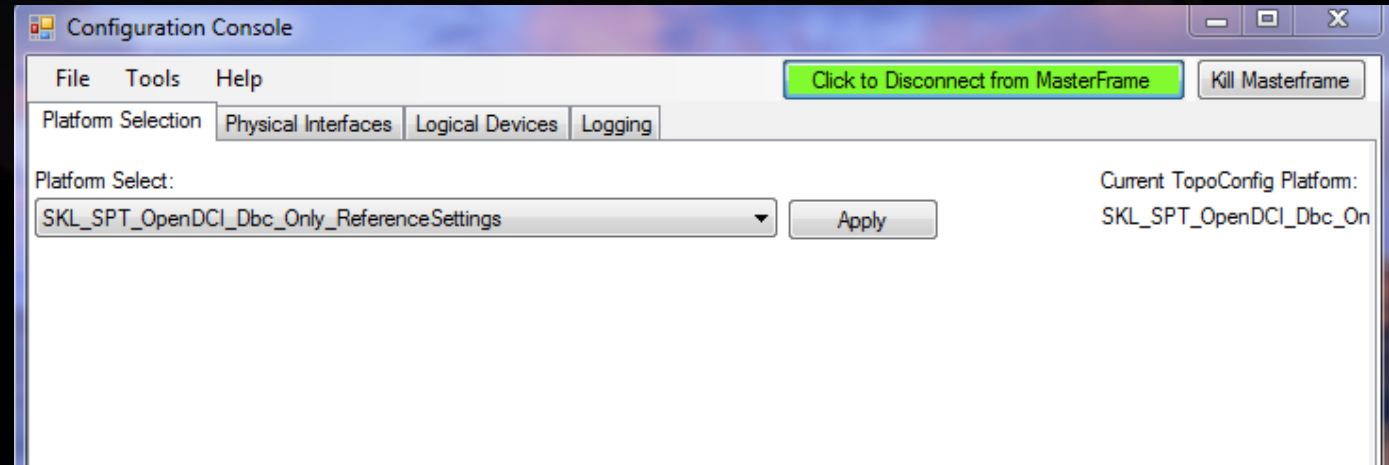 Configuration Console
File Tools Help Click to Disconnect from MasterFrame Kill Masterframe
Platform Selection Physical Interfaces Logical Devices Logging
Platform Select: Current TopoConfig Platform:
SKL_SPT_OpenDCI_Dbc_Only_ReferenceSettings Apply SKL_SPT_OpenDCI_Dbc_On